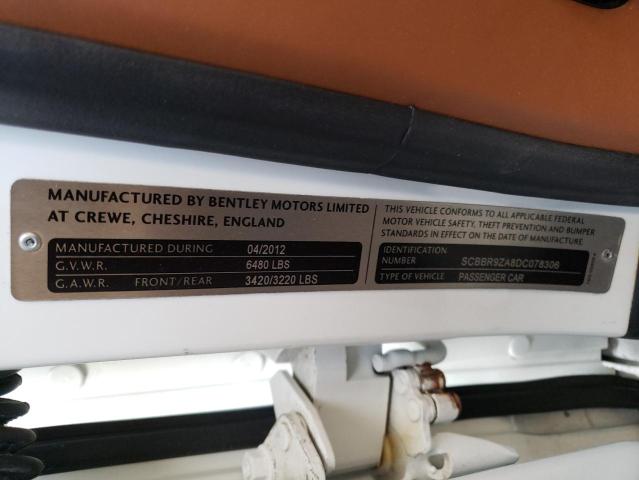 MANUFACTURED BY BENTLEY MOTORS LIMITED
AT CREWE, CHESHIRE, ENGLAND
MANUFACTURED DURING 04/2012
G.V.W.R. 6480 LBS
G.A.W.R. FRONT/REAR 3420/3220 LBS
THIS VEHICLE CONFORMS TO ALL APPLICABLE FEDERAL
MOTOR VEHICLE SAFETY, THEFT PREVENTION AND BUMPER
STANDARDS IN EFFECT ON THE DATE OF MANUFACTURE.
IDENTIFICATION
NUMBER SCBBR9ZA8DC078306
TYPE OF VEHICLE PASSENGER CAR